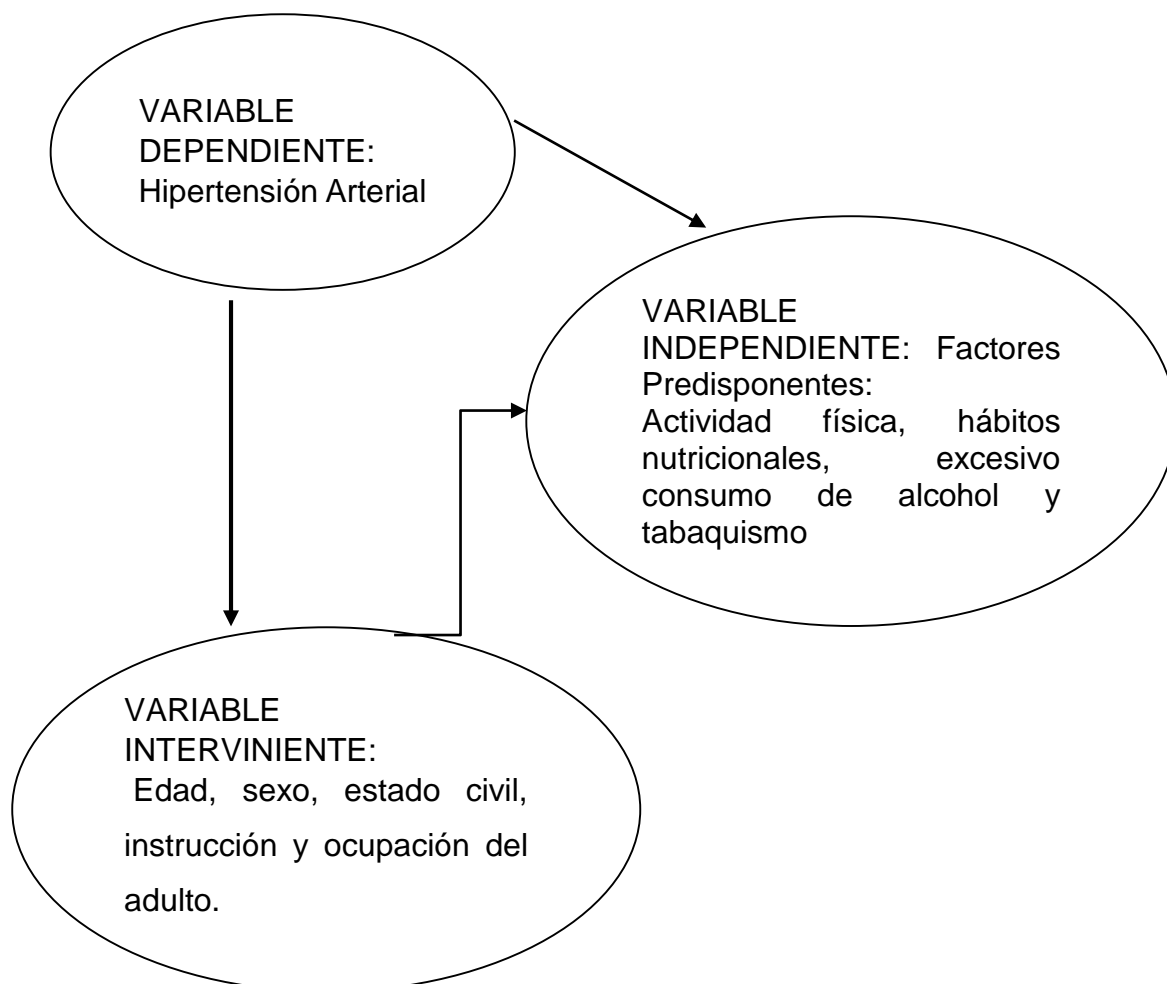 VARIABLE
DEPENDIENTE:
Hipertensión Arterial
VARIABLE
INDEPENDIENTE: Factores
Predisponentes:
Actividad física, hábitos
nutricionales, excesivo
consumo de alcohol y
tabaquismo
VARIABLE
INTERVINIENTE:
Edad, sexo, estado civil,
instrucción y ocupación del
adulto.